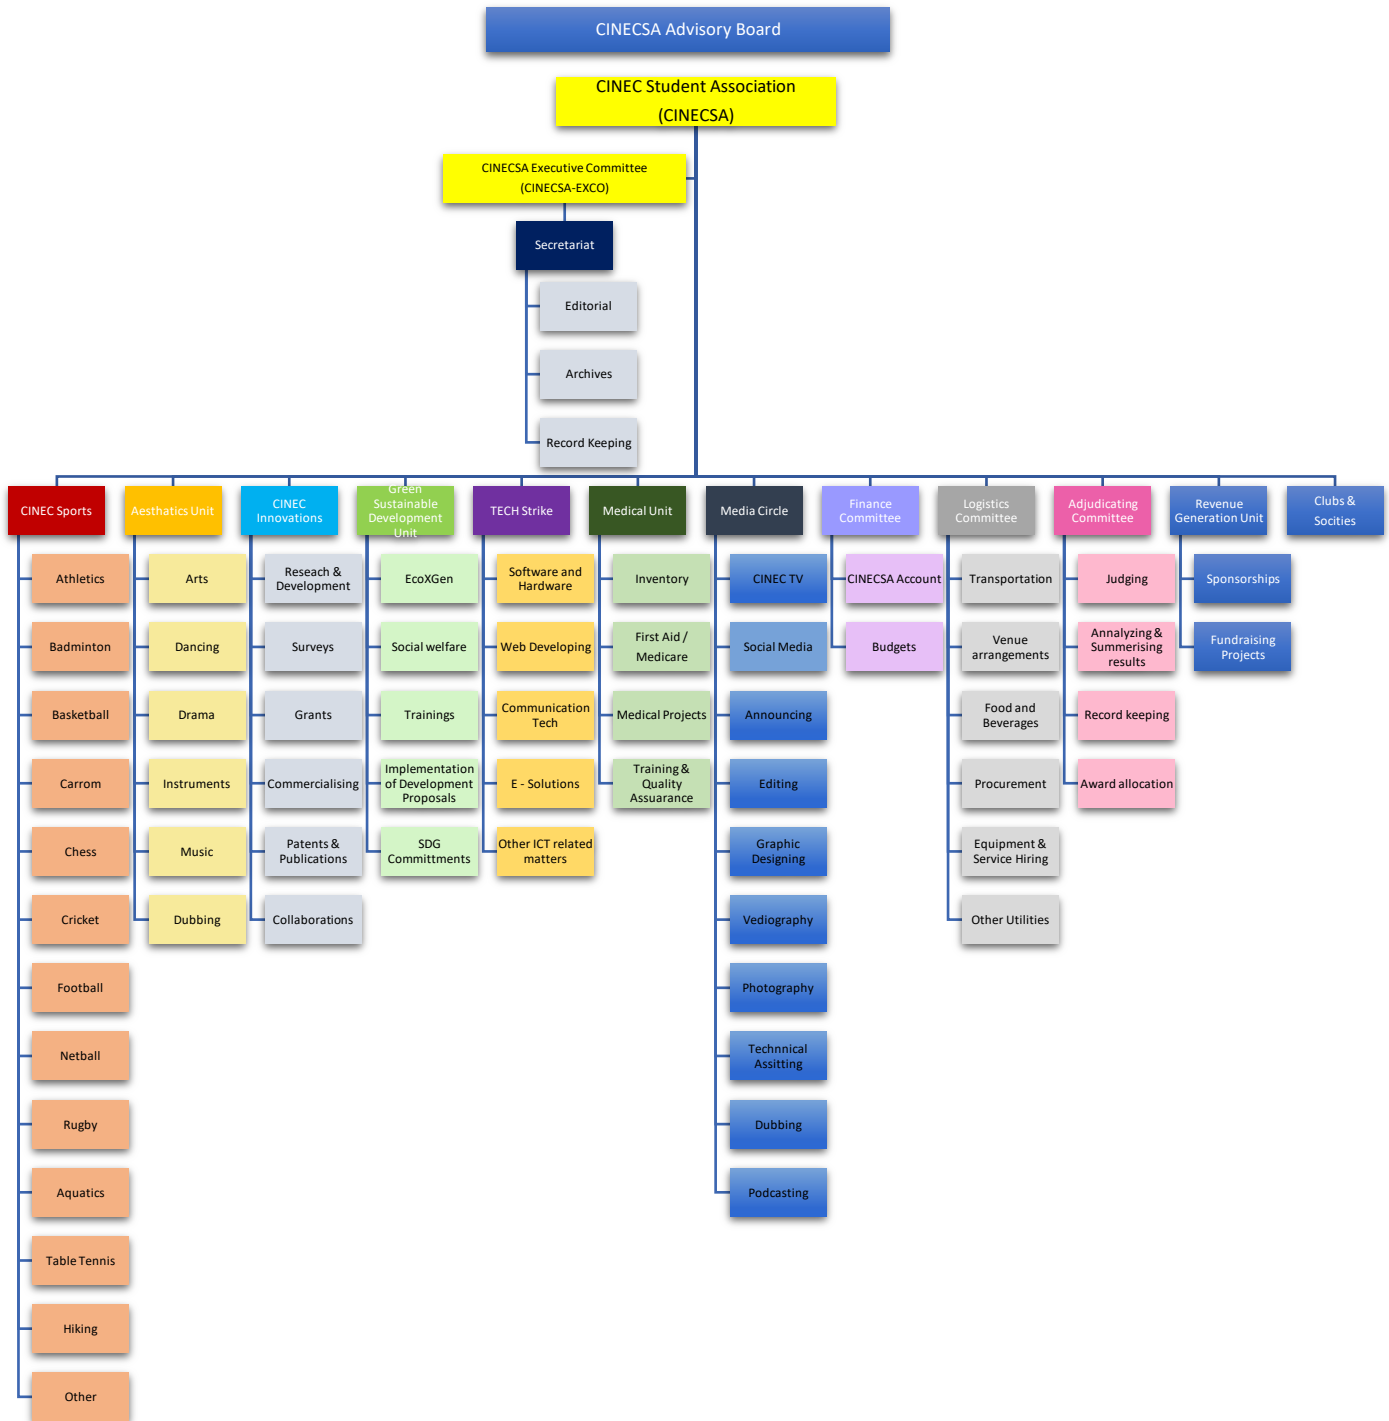 CINECSA Advisory Board
CINEC Student Association
(CINECSA)
CINECSA Executive Committee
(CINECSA-EXCO)
Secretariat
Editorial
Archives
Record Keeping
CINEC Sports
Athletics
Badminton
Basketball
Carrom
Chess
Cricket
Football
Netball
Rugby
Aquatics
Table Tennis
Hiking
Other
Aesthatics Unit
Arts
Dancing
Drama
Instruments
Music
Dubbing
CINEC
Innovations
Reseach &
Development
Surveys
Grants
Commercialising
Patents &
Publications
Collaborations
Green
Sustainable
Development
Unit
EcoXGen
Social welfare
Trainings
Implementation
of Development
Proposals
SDG
Committments
TECH Strike
Software and
Hardware
Web Developing
Communication
Tech
E - Solutions
Other ICT related
matters
Medical Unit
Inventory
First Aid /
Medicare
Medical Projects
Training &
Quality
Assuarance
Media Circle
CINEC TV
Social Media
Announcing
Editing
Graphic
Designing
Vediography
Photography
Technnical
Assitting
Dubbing
Podcasting
Finance
Committee
CINECSA Account
Budgets
Logistics
Committee
Transportation
Venue
arrangements
Food and
Beverages
Procurement
Equipment &
Service Hiring
Other Utilities
Adjudicating
Committee
Judging
Annalyzing &
Summerising
results
Record keeping
Award allocation
Revenue
Generation Unit
Sponsorships
Fundraising
Projects
Clubs &
Socities